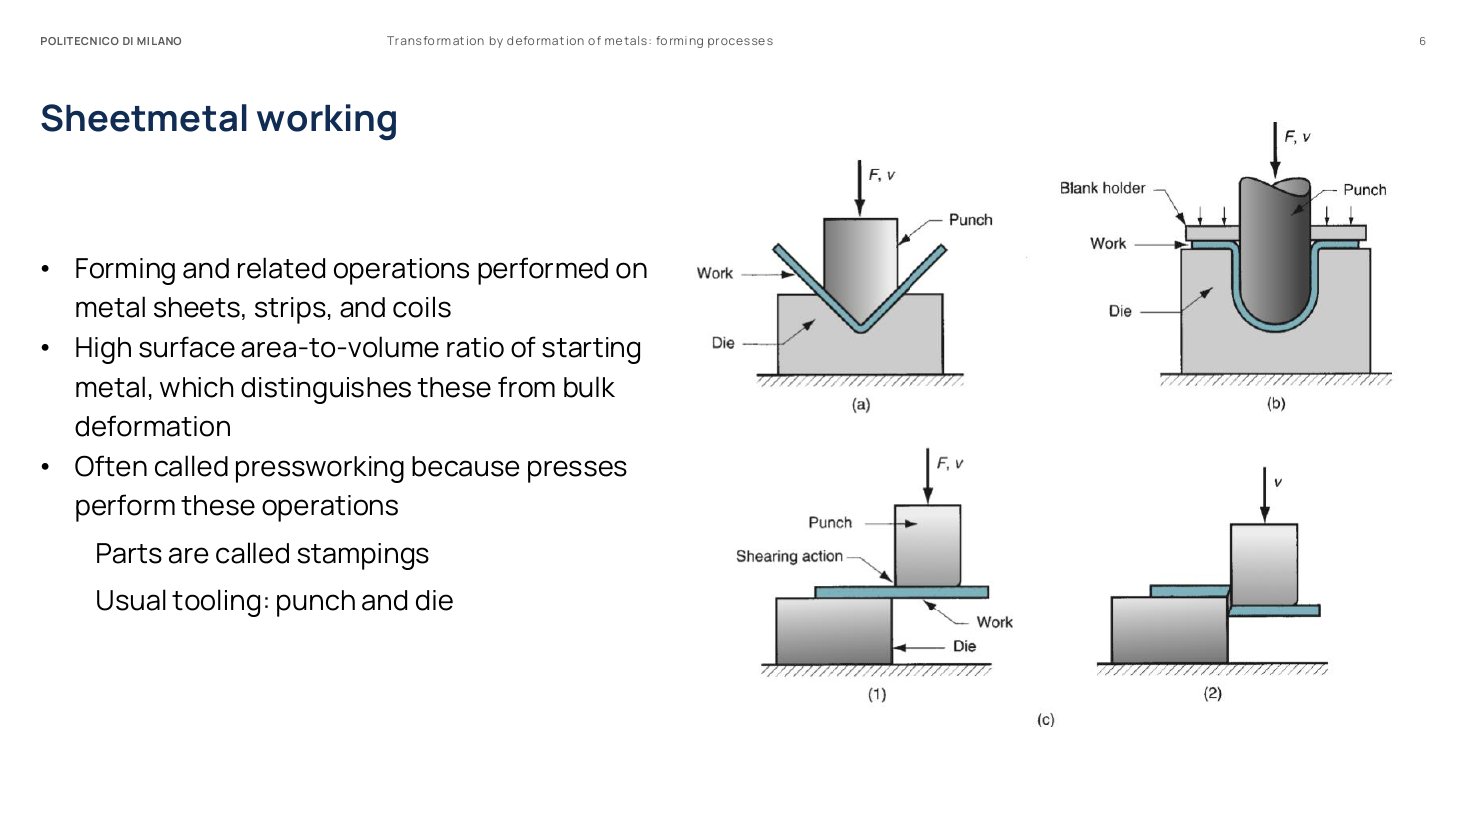 POLITECNICO DI MILANO
Transformation by deformation of metals: forming processes
6
Sheetmetal working
• Forming and related operations performed on
metal sheets, strips, and coils
• High surface area-to-volume ratio of starting
metal, which distinguishes these from bulk
deformation
• Often called pressworking because presses
perform these operations
Parts are called stampings
Usual tooling: punch and die
F, v
Punch
Work
Die
(a)
F, v
Blank holder
Punch
Work
Die
(b)
F, v
Punch
Shearing action
Work
Die
(1)
v
(2)
(c)